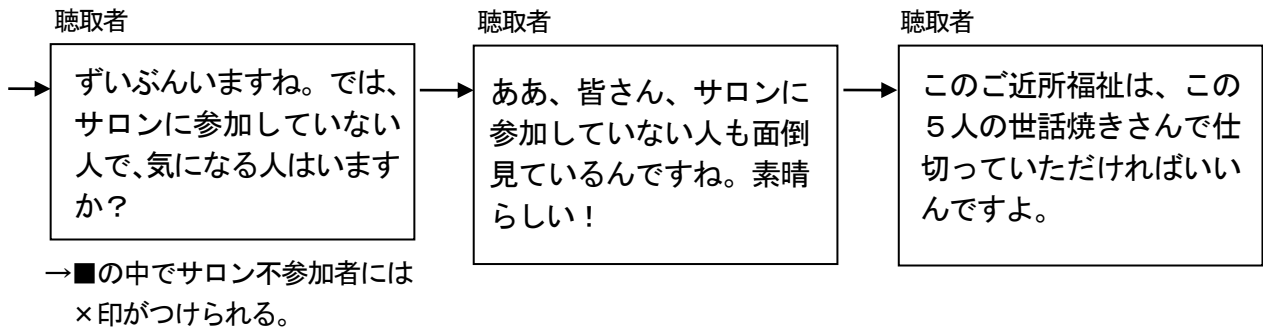 聴取者
ずいぶんいますね。では、
サロンに参加していない
人で、気になる人はいます
か？
→■の中でサロン不参加者には
×印がつけられる。
聴取者
ああ、皆さん、サロンに
参加していない人も面倒
見ているんですね。素晴
らしい！
聴取者
このご近所福祉は、この
５人の世話焼きさんで仕
切っていただければいい
んですよ。